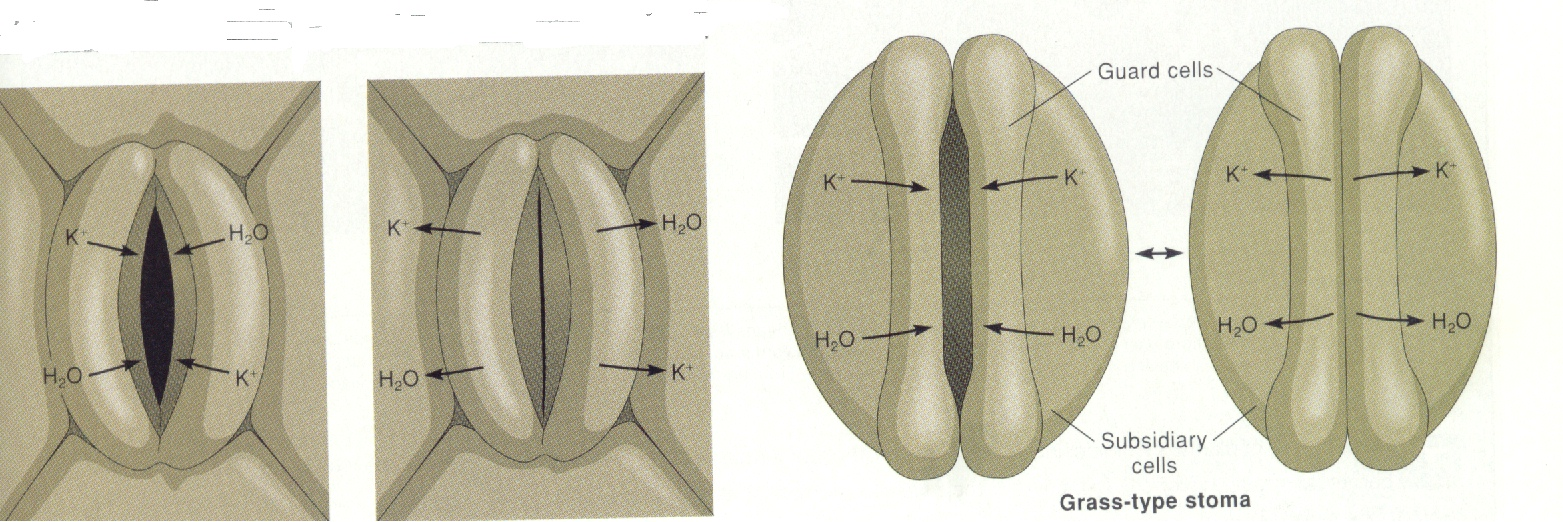 K⁺
H₂O
H₂O
K⁺
K⁺
H₂O
H₂O
K⁺
Guard cells
K⁺
K⁺
H₂O
H₂O
K⁺
K⁺
H₂O
H₂O
Subsidiary
cells
Grass-type stoma